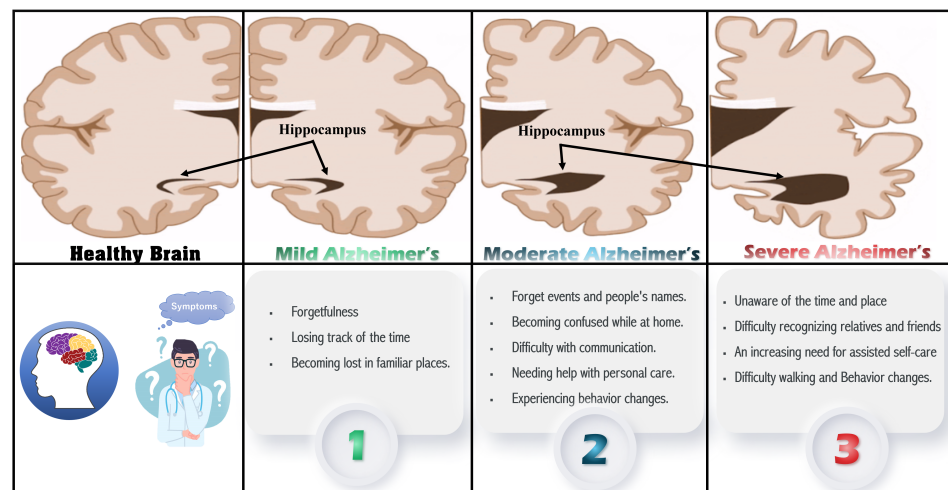 Hippocampus
Hippocampus
Healthy Brain
Mild Alzheimer's
Moderate Alzheimer's
Severe Alzheimer's
Symptoms
? ? ? ?
• Forgetfulness
• Losing track of the time
• Becoming lost in familiar places.
1
• Forget events and people's names.
• Becoming confused while at home.
• Difficulty with communication.
• Needing help with personal care.
• Experiencing behavior changes.
2
• Unaware of the time and place
• Difficulty recognizing relatives and friends
• An increasing need for assisted self-care
• Difficulty walking and Behavior changes.
3